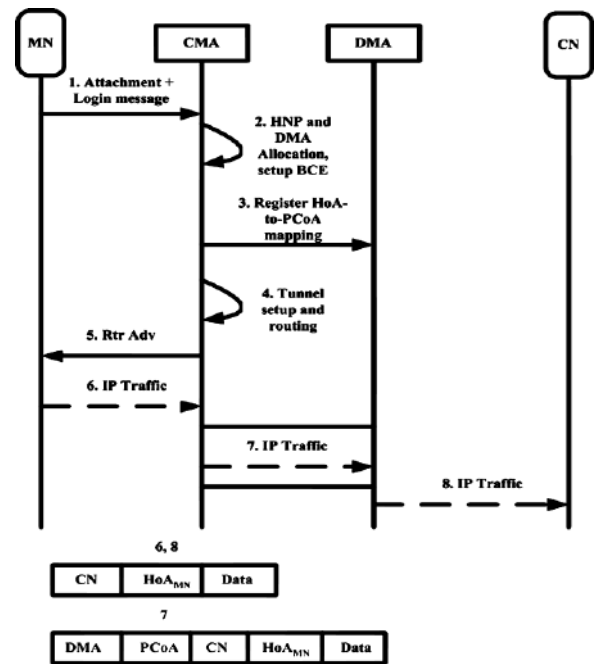 MN
CMA
DMA
CN
1. Attachment +
Login message
2. HNP and
DMA
Allocation,
setup BCE
3. Register HoA-
to-PCoA
mapping
4. Tunnel
setup and
routing
5. Rtr Adv
6. IP Traffic
7. IP Traffic
8. IP Traffic
6, 8
CN HoAMN Data
7
DMA PCoA CN HoAMN Data